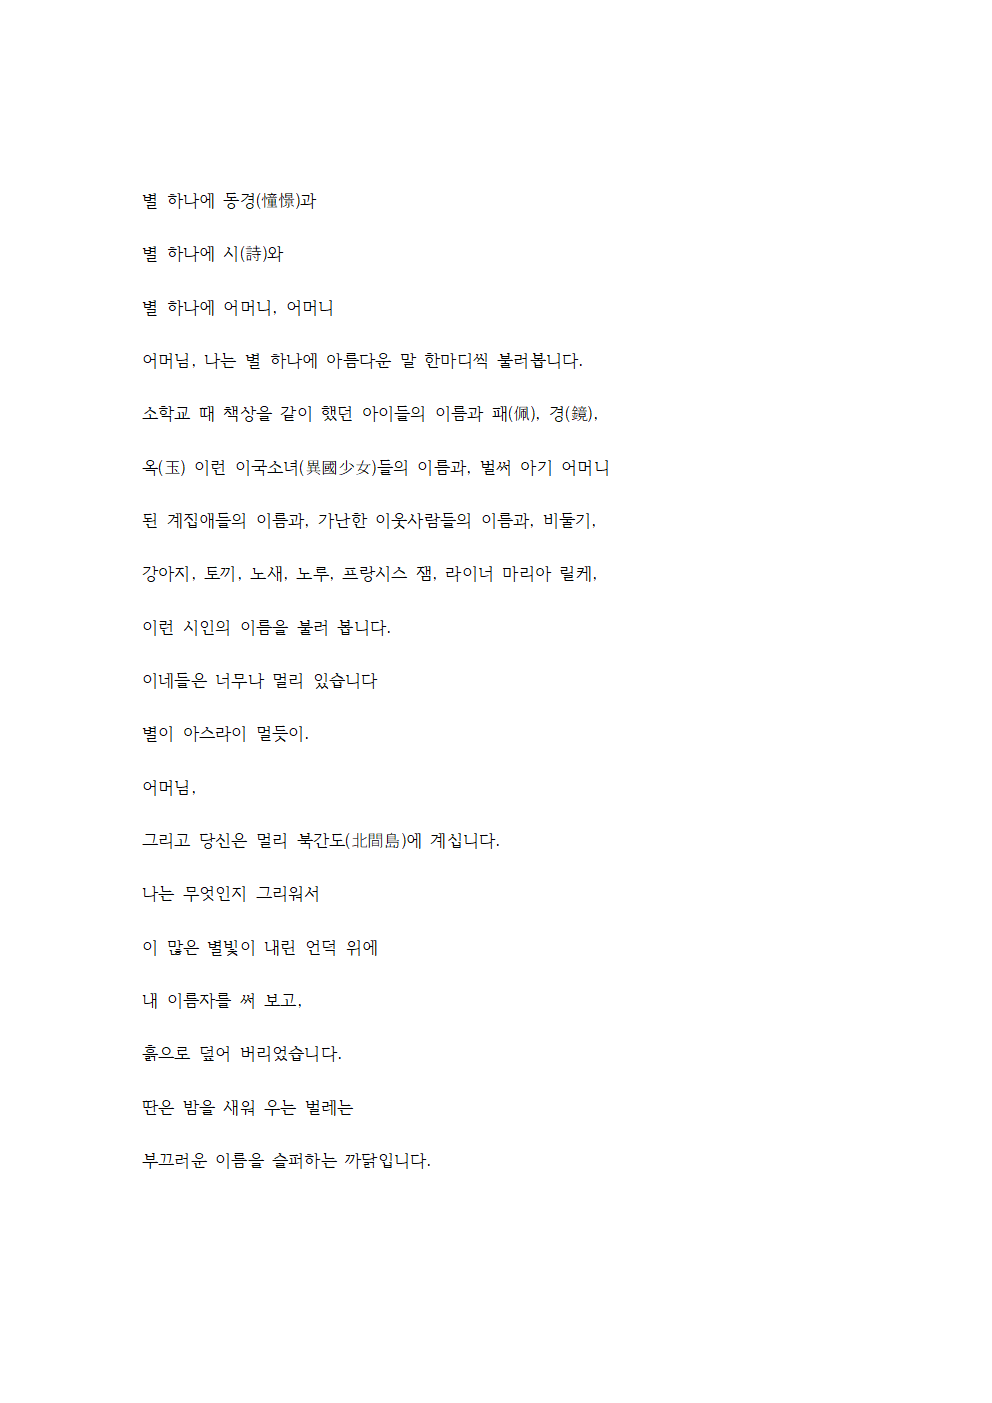 별 하나에 동경(憧憬)과
별 하나에 시(詩)와
별 하나에 어머니, 어머니
어머님, 나는 별 하나에 아름다운 말 한마디씩 불러봅니다.
소학교 때 책상을 같이 했던 아이들의 이름과 패(佩), 경(鏡),
옥(玉) 이런 이국소녀(異國少女)들의 이름과, 벌써 아기 어머니
된 계집애들의 이름과, 가난한 이웃사람들의 이름과, 비둘기,
강아지, 토끼, 노새, 노루, 프랑시스 잼, 라이너 마리아 릴케,
이런 시인의 이름을 불러 봅니다.
이네들은 너무나 멀리 있습니다
별이 아스라이 멀듯이.
어머님,
그리고 당신은 멀리 북간도(北間島)에 계십니다.
나는 무엇인지 그리워서
이 많은 별빛이 내린 언덕 위에
내 이름자를 써 보고,
흙으로 덮어 버리었습니다.
딴은 밤을 새워 우는 벌레는
부끄러운 이름을 슬퍼하는 까닭입니다.